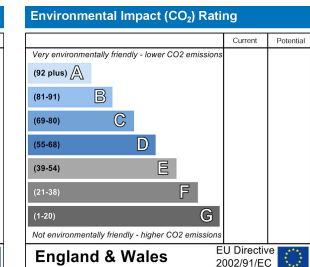 Environmental Impact (CO₂) Rating
Current Potential
Very environmentally friendly - lower CO2 emissions
(92 plus) A
(81-91) B
(69-80) C
(55-68) D
(39-54) E
(21-38) F
(1-20) G
Not environmentally friendly - higher CO2 emissions
England & Wales
EU Directive
2002/91/EC